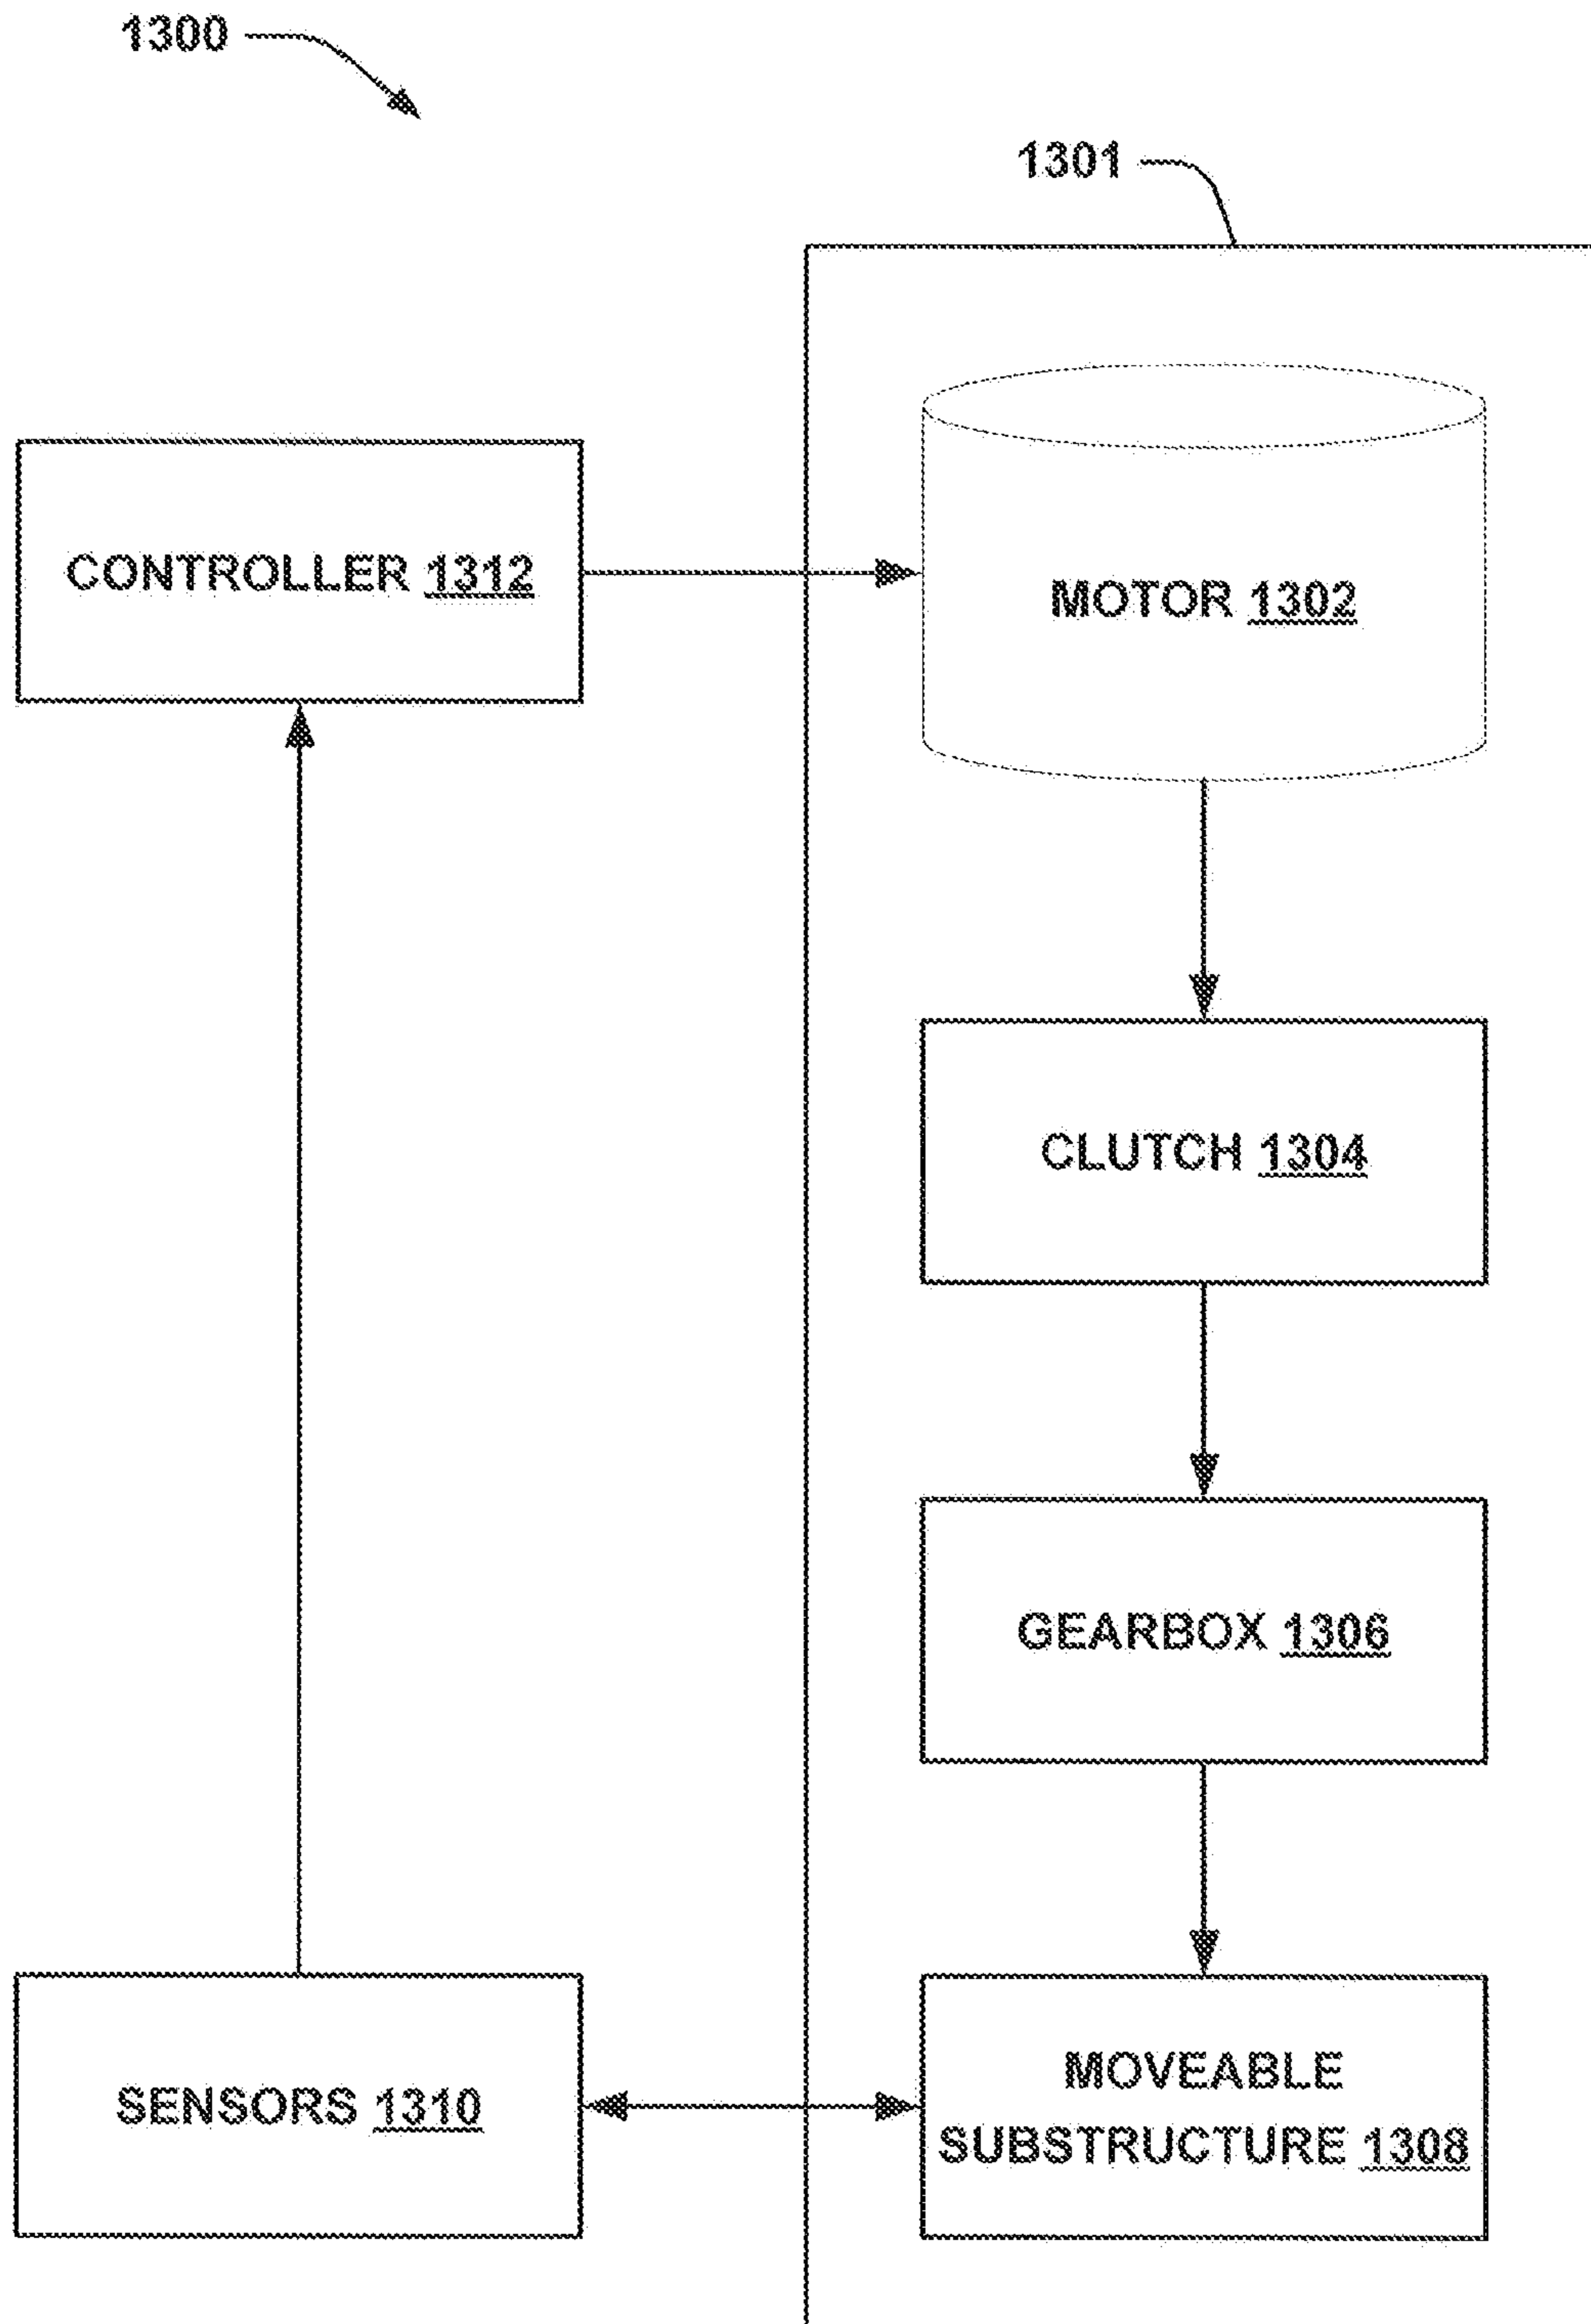 1300
1301
CONTROLLER 1312
MOTOR 1302
CLUTCH 1304
GEARBOX 1306
SENSORS 1310
MOVEABLE
SUBSTRUCTURE 1308